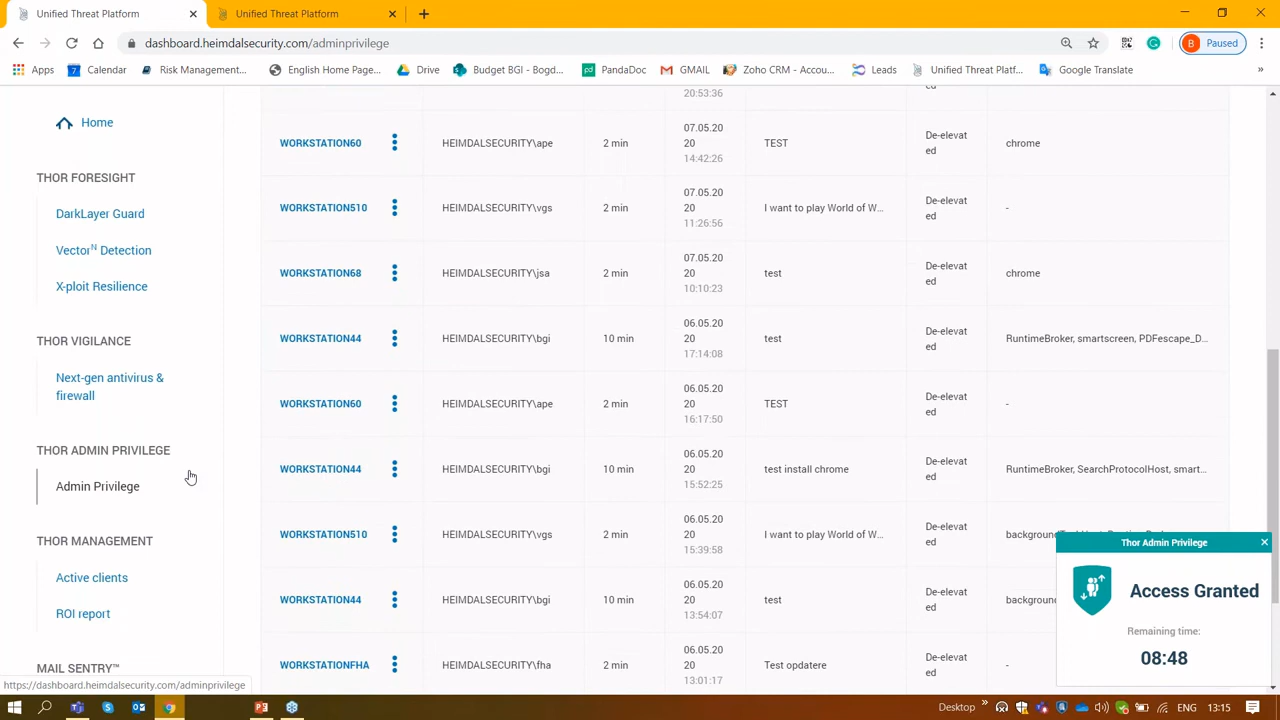 Unified Threat Platform
Unified Threat Platform
dashboard.heimdalsecurity.com/adminprivilege
B Paused
Apps
7 Calendar
Risk Management...
English Home Page...
Drive
Budget BGI - Bogd...
PandaDoc
GMAIL
Zoho CRM - Accou...
Leads
Unified Threat Platf...
Google Translate
Home
THOR FORESIGHT
DarkLayer Guard
VectorN Detection
X-ploit Resilience
THOR VIGILANCE
Next-gen antivirus &
firewall
THOR ADMIN PRIVILEGE
Admin Privilege
THOR MANAGEMENT
Active clients
ROI report
MAIL SENTRY™
https://dashboard.heimdalsecurity.com/adminprivilege
20
20:53:36
ed
WORKSTATION60 HEIMDALSECURITY\ape 2 min 07.05.20 20 14:42:26 TEST De-elevat ed chrome
WORKSTATION510 HEIMDALSECURITY\vgs 2 min 07.05.20 20 11:26:56 I want to play World of W... De-elevat ed -
WORKSTATION68 HEIMDALSECURITY\jsa 2 min 07.05.20 20 10:10:23 test De-elevat ed chrome
WORKSTATION44 HEIMDALSECURITY\bgi 10 min 06.05.20 20 17:14:08 test De-elevat ed RuntimeBroker, smartscreen, PDFescape_D...
WORKSTATION60 HEIMDALSECURITY\ape 2 min 06.05.20 20 16:17:50 TEST De-elevat ed -
WORKSTATION44 HEIMDALSECURITY\bgi 10 min 06.05.20 20 15:52:25 test install chrome De-elevat ed RuntimeBroker, SearchProtocolHost, smart...
WORKSTATION510 HEIMDALSECURITY\vgs 2 min 06.05.20 20 15:39:58 I want to play World of W... De-elevat ed
WORKSTATION44 HEIMDALSECURITY\bgi 10 min 06.05.20 20 13:54:07 test De-elevat ed
WORKSTATIONFHA HEIMDALSECURITY\fha 2 min 06.05.20 20 13:01:17 Test opdatere De-elevat ed -
Thor Admin Privilege
Access Granted
Remaining time:
08:48
Desktop
ENG
13:15